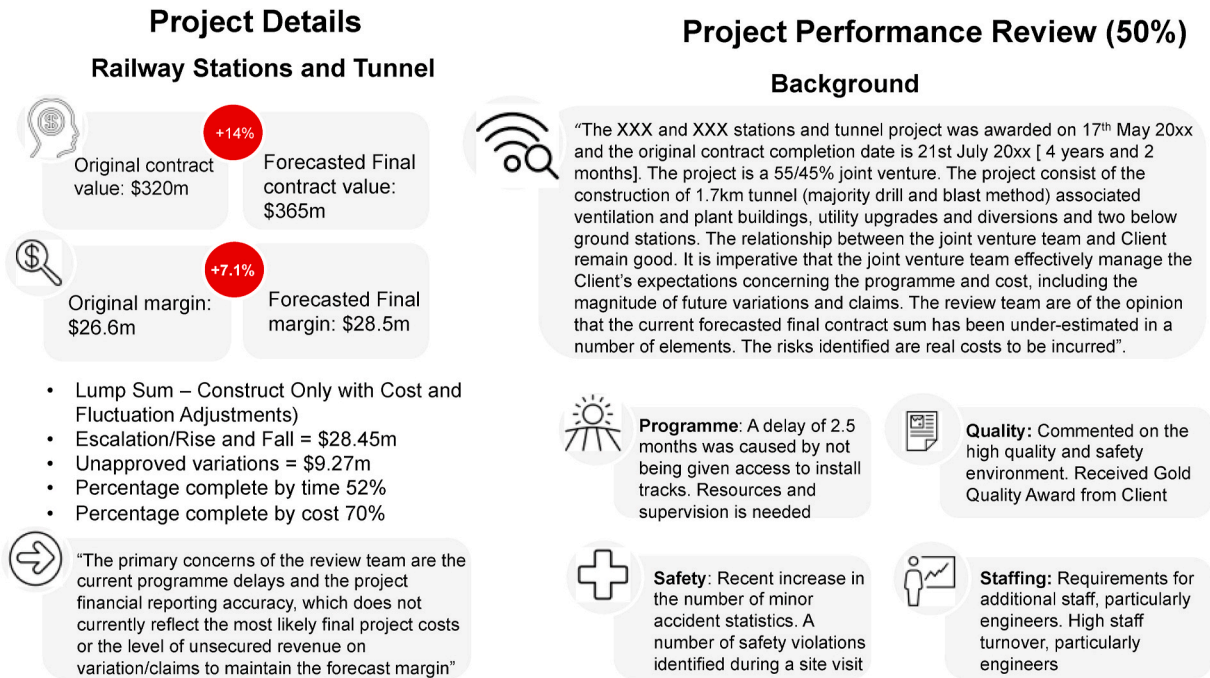 Project Details
Railway Stations and Tunnel
+14%
Original contract
value: $320m
Forecasted Final
contract value:
$365m
+7.1%
Original margin:
$26.6m
Forecasted Final
margin: $28.5m
• Lump Sum – Construct Only with Cost and
Fluctuation Adjustments)
• Escalation/Rise and Fall = $28.45m
• Unapproved variations = $9.27m
• Percentage complete by time 52%
• Percentage complete by cost 70%
“The primary concerns of the review team are the
current programme delays and the project
financial reporting accuracy, which does not
currently reflect the most likely final project costs
or the level of unsecured revenue on
variation/claims to maintain the forecast margin”
Project Performance Review (50%)
Background
“The XXX and XXX stations and tunnel project was awarded on 17th May 20xx
and the original contract completion date is 21st July 20xx [ 4 years and 2
months]. The project is a 55/45% joint venture. The project consist of the
construction of 1.7km tunnel (majority drill and blast method) associated
ventilation and plant buildings, utility upgrades and diversions and two below
ground stations. The relationship between the joint venture team and Client
remain good. It is imperative that the joint venture team effectively manage the
Client’s expectations concerning the programme and cost, including the
magnitude of future variations and claims. The review team are of the opinion
that the current forecasted final contract sum has been under-estimated in a
number of elements. The risks identified are real costs to be incurred”.
Programme: A delay of 2.5
months was caused by not
being given access to install
tracks. Resources and
supervision is needed
Quality: Commented on the
high quality and safety
environment. Received Gold
Quality Award from Client
Safety: Recent increase in
the number of minor
accident statistics. A
number of safety violations
identified during a site visit
Staffing: Requirements for
additional staff, particularly
engineers. High staff
turnover, particularly
engineers